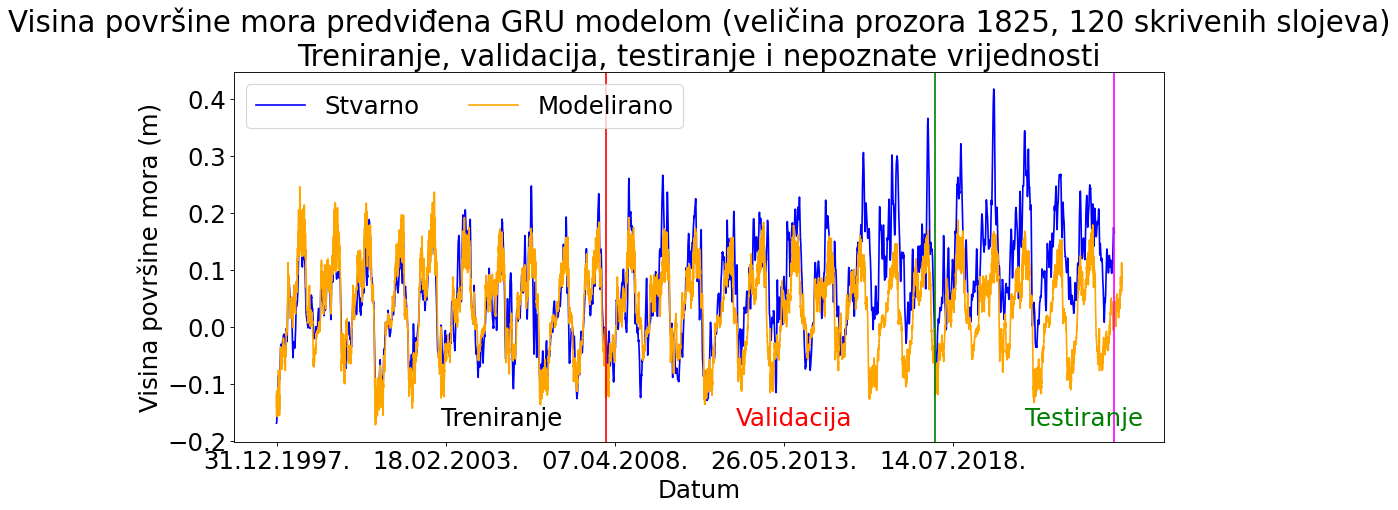 Visina površine mora predviđena GRU modelom (veličina prozora 1825, 120 skrivenih slojeva)
Treniranje, validacija, testiranje i nepoznate vrijednosti
Stvarno
Modelirano
Visina površine mora (m)
0.4
0.3
0.2
0.1
0.0
−0.1
−0.2
Treniranje
Validacija
Testiranje
31.12.1997.
18.02.2003.
07.04.2008.
26.05.2013.
14.07.2018.
Datum